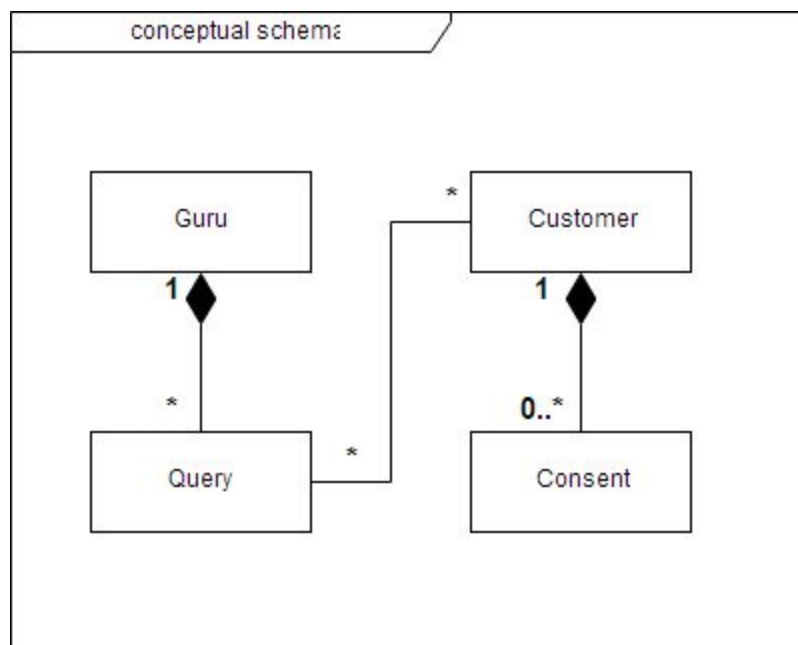 conceptual schema
Guru
Customer
*
1
1
*
0..*
*
Query
Consent